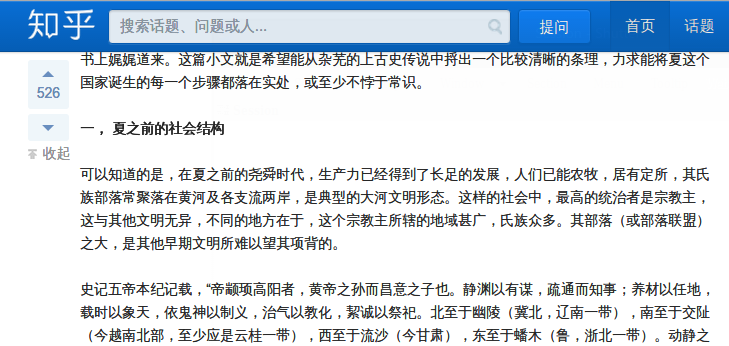 知乎
搜索话题、问题或人...
提问
首页
话题
书上娓娓道来。这篇小文就是希望能从杂芜的上古史传说中捋出一个比较清晰的条理，力求能将夏这个
国家诞生的每一个步骤都落在实处，或至少不悖于常识。
526
一， 夏之前的社会结构
收起
可以知道的是，在夏之前的尧舜时代，生产力已经得到了长足的发展，人们已能农牧，居有定所，其氏
族部落常聚落在黄河及各支流两岸，是典型的大河文明形态。这样的社会中，最高的统治者是宗教主，
这与其他文明无异，不同的地方在于，这个宗教主所辖的地域甚广，氏族众多。其部落（或部落联盟）
之大，是其他早期文明所难以望其项背的。
史记五帝本纪记载，“帝颛顼高阳者，黄帝之孙而昌意之子也。静渊以有谋，疏通而知事；养材以任地，
载时以象天，依鬼神以制义，治气以教化，絜诚以祭祀。北至于幽陵（冀北，辽南一带），南至于交阯
（今越南北部，至少应是云桂一带），西至于流沙（今甘肃），东至于蟠木（鲁，浙北一带）。动静之